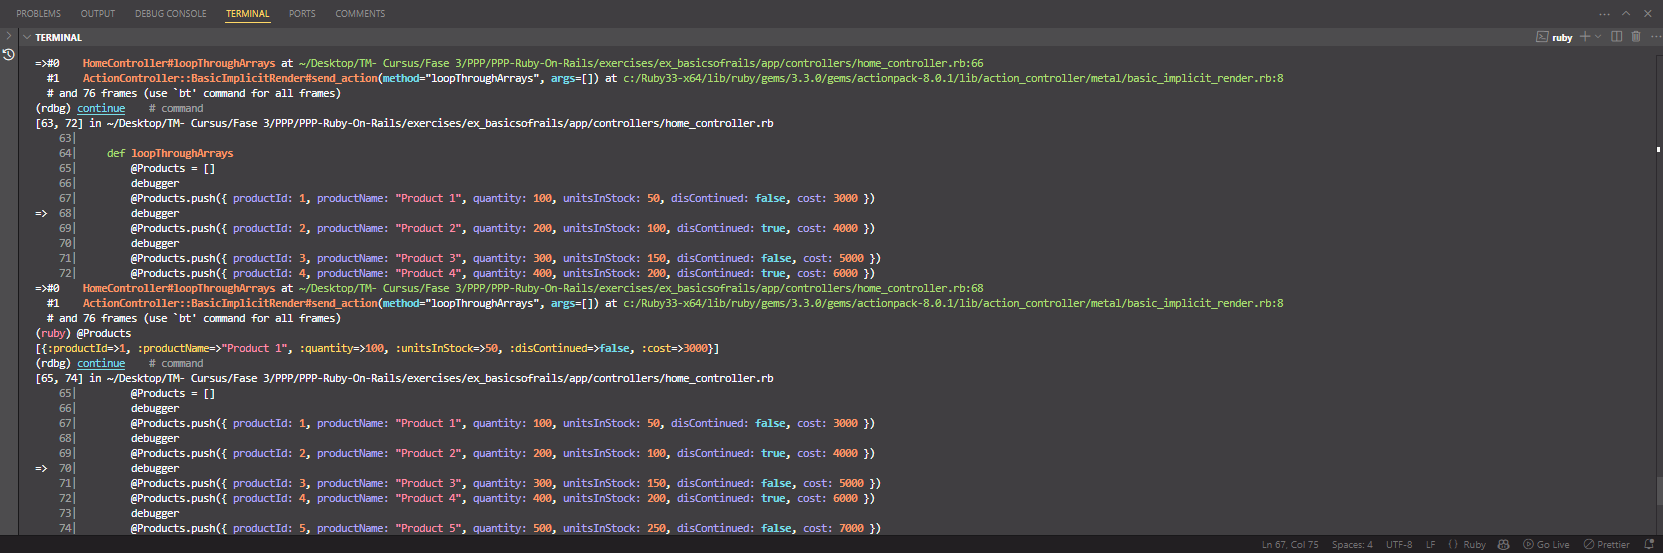 PROBLEMS OUTPUT DEBUG CONSOLE TERMINAL PORTS COMMENTS
TERMINAL ruby
=>#0    HomeController#loopThroughArrays at ~/Desktop/TM- Cursus/Fase 3/PPP/PPP-Ruby-On-Rails/exercises/ex_basicsofrails/app/controllers/home_controller.rb:66
  #1    ActionController::BasicImplicitRender#send_action(method="loopThroughArrays", args=[]) at c:/Ruby33-x64/lib/ruby/gems/3.3.0/gems/actionpack-8.0.1/lib/action_controller/metal/basic_implicit_render.rb:8
  # and 76 frames (use `bt' command for all frames)
(rdbg) continue    # command
[63, 72] in ~/Desktop/TM- Cursus/Fase 3/PPP/PPP-Ruby-On-Rails/exercises/ex_basicsofrails/app/controllers/home_controller.rb
    63|
    64|     def loopThroughArrays
    65|         @Products = []
    66|         debugger
    67|         @Products.push({ productId: 1, productName: "Product 1", quantity: 100, unitsInStock: 50, disContinued: false, cost: 3000 })
=>  68|         debugger
    69|         @Products.push({ productId: 2, productName: "Product 2", quantity: 200, unitsInStock: 100, disContinued: true, cost: 4000 })
    70|         debugger
    71|         @Products.push({ productId: 3, productName: "Product 3", quantity: 300, unitsInStock: 150, disContinued: false, cost: 5000 })
    72|         @Products.push({ productId: 4, productName: "Product 4", quantity: 400, unitsInStock: 200, disContinued: true, cost: 6000 })
=>#0    HomeController#loopThroughArrays at ~/Desktop/TM- Cursus/Fase 3/PPP/PPP-Ruby-On-Rails/exercises/ex_basicsofrails/app/controllers/home_controller.rb:68
  #1    ActionController::BasicImplicitRender#send_action(method="loopThroughArrays", args=[]) at c:/Ruby33-x64/lib/ruby/gems/3.3.0/gems/actionpack-8.0.1/lib/action_controller/metal/basic_implicit_render.rb:8
  # and 76 frames (use `bt' command for all frames)
(ruby) @Products
[{:productId=>1, :productName=>"Product 1", :quantity=>100, :unitsInStock=>50, :disContinued=>false, :cost=>3000}]
(rdbg) continue    # command
[65, 74] in ~/Desktop/TM- Cursus/Fase 3/PPP/PPP-Ruby-On-Rails/exercises/ex_basicsofrails/app/controllers/home_controller.rb
    65|         @Products = []
    66|         debugger
    67|         @Products.push({ productId: 1, productName: "Product 1", quantity: 100, unitsInStock: 50, disContinued: false, cost: 3000 })
    68|         debugger
    69|         @Products.push({ productId: 2, productName: "Product 2", quantity: 200, unitsInStock: 100, disContinued: true, cost: 4000 })
=>  70|         debugger
    71|         @Products.push({ productId: 3, productName: "Product 3", quantity: 300, unitsInStock: 150, disContinued: false, cost: 5000 })
    72|         @Products.push({ productId: 4, productName: "Product 4", quantity: 400, unitsInStock: 200, disContinued: true, cost: 6000 })
    73|         debugger
    74|         @Products.push({ productId: 5, productName: "Product 5", quantity: 500, unitsInStock: 250, disContinued: false, cost: 7000 })
Ln 67, Col 75 Spaces: 4 UTF-8 LF {} Ruby Go Live Prettier